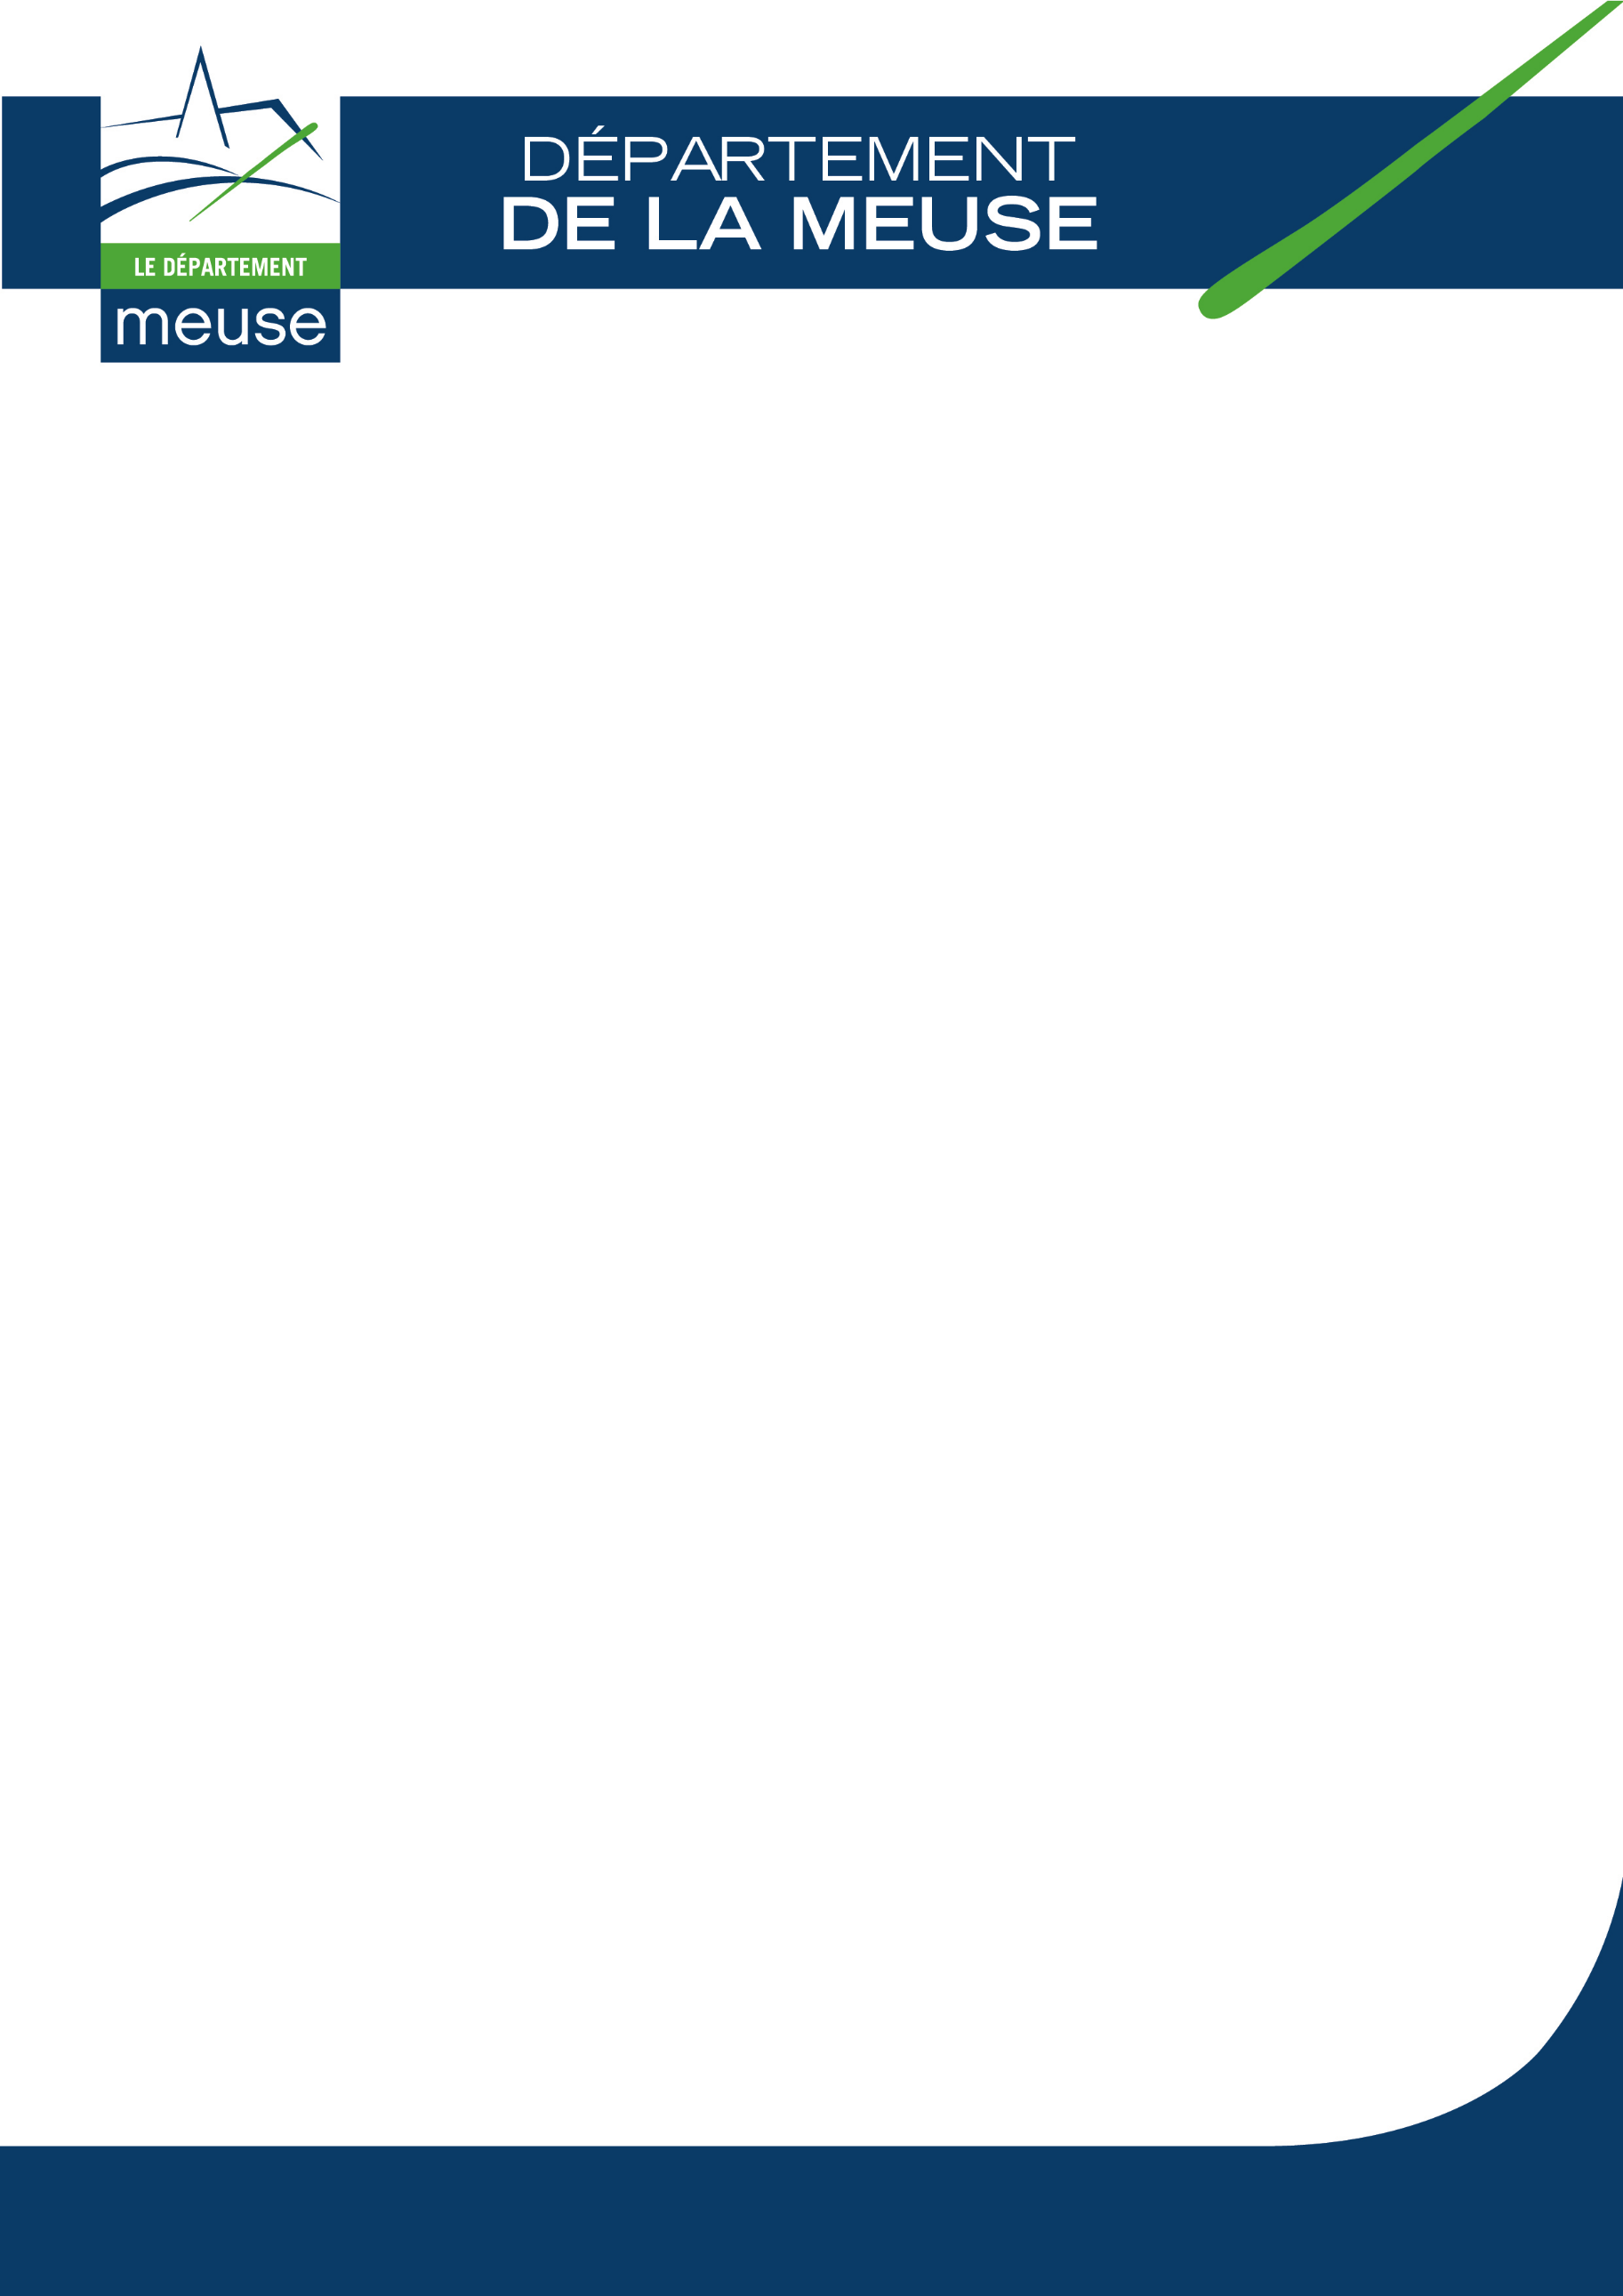 DÉPARTEMENT
DE LA MEUSE
LE DÉPARTEMENT
meuse